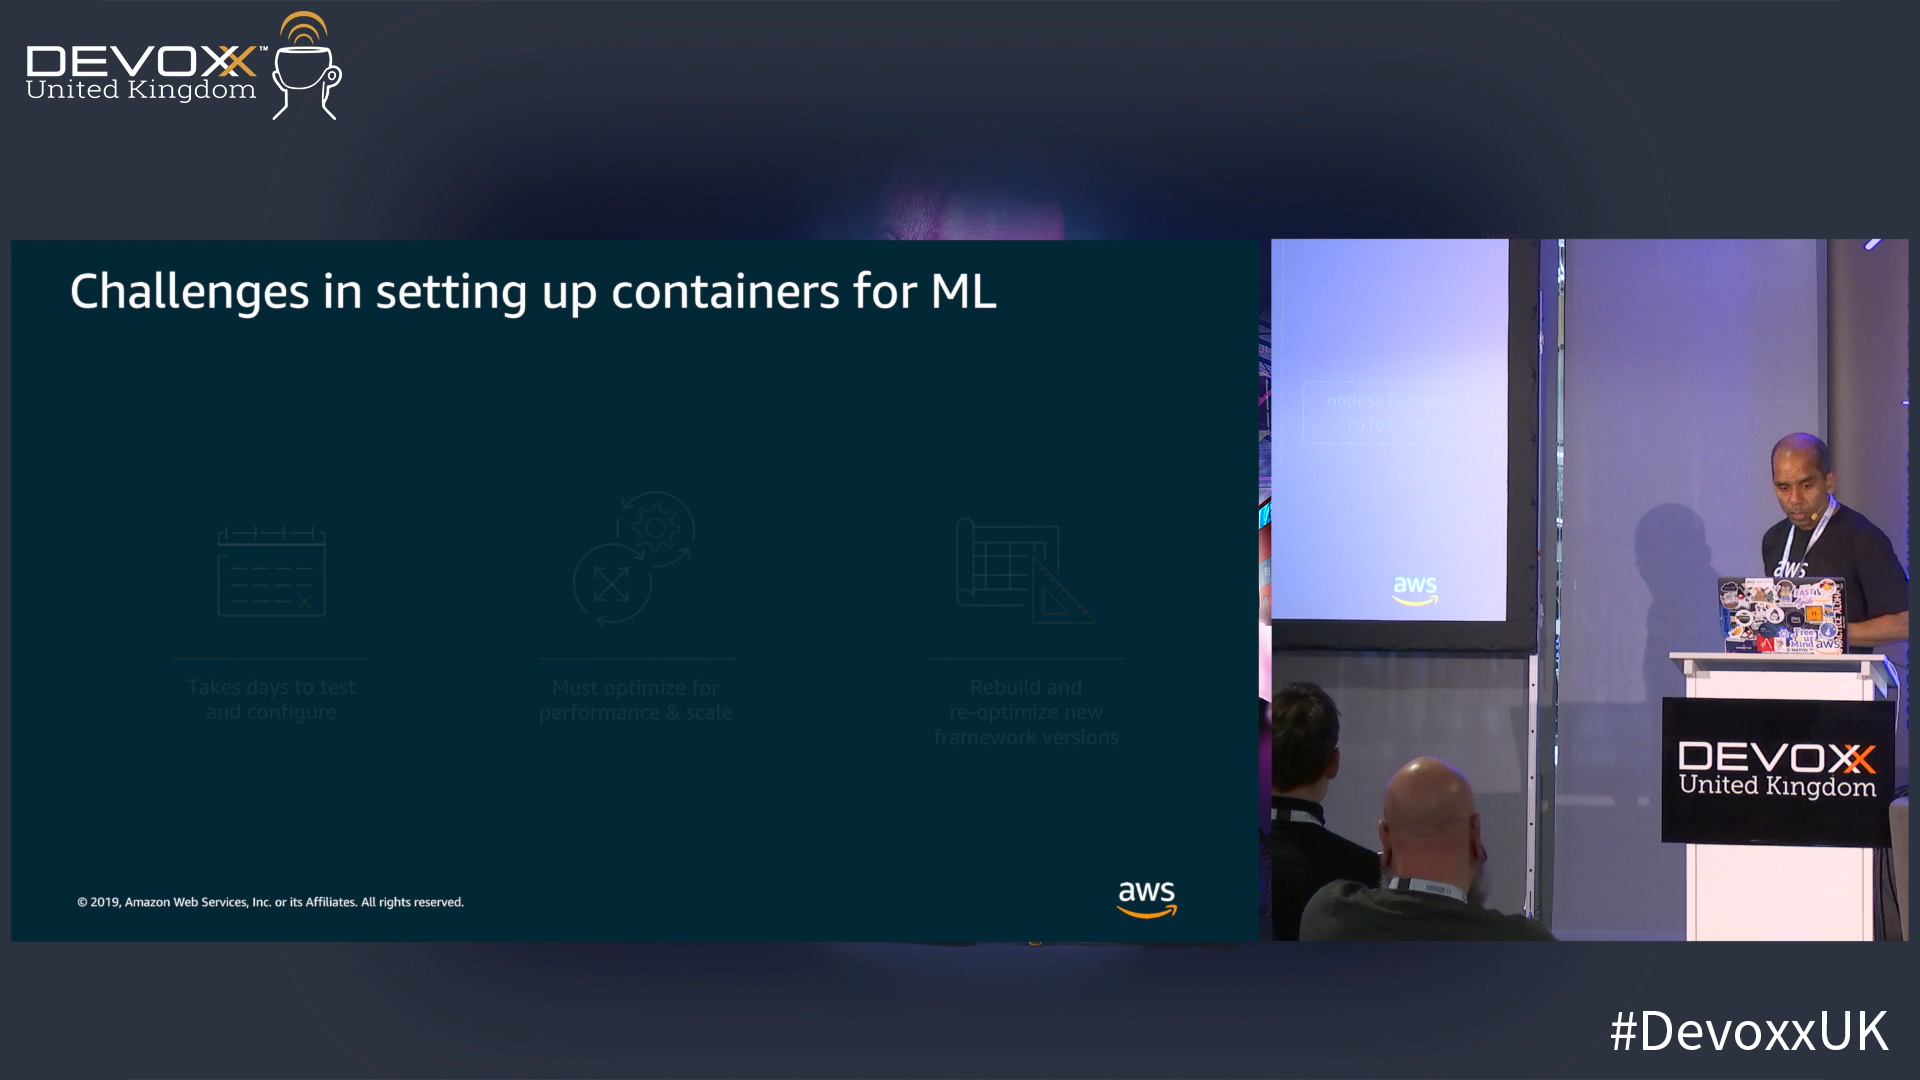 DEVOXX™
United Kingdom
Challenges in setting up containers for ML
Takes days to test
and configure
Must optimize for
performance & scale
Rebuild and
re-optimize new
framework versions
© 2019, Amazon Web Services, Inc. or its Affiliates. All rights reserved.
aws
aws
aws
aws
DEVOXX
United Kingdom
#DevoxxUK